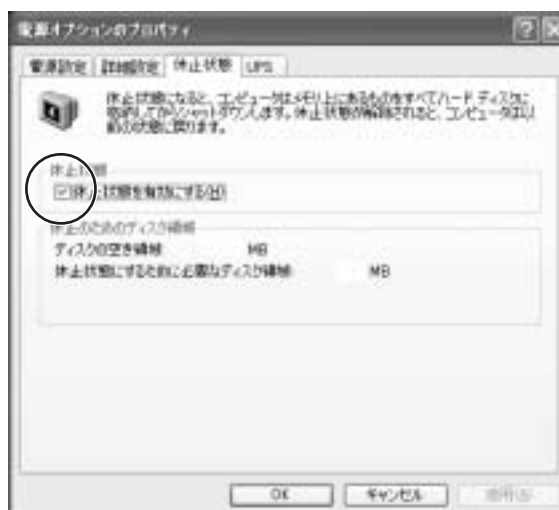 電源オプションのプロパティ
電源設定 詳細設定 休止状態 UPS
休止状態になると、コンピュータはメモリ上にあるものをすべてハード ディスクに
格納してからシャットダウンします。休止状態が解除されると、コンピュータは以
前の状態に戻ります。
休止状態
休止状態を有効にする(H)
休止のためのディスク領域
ディスクの空き領域 MB
休止状態にするために必要なディスク領域 MB
OK キャンセル 適用(A)